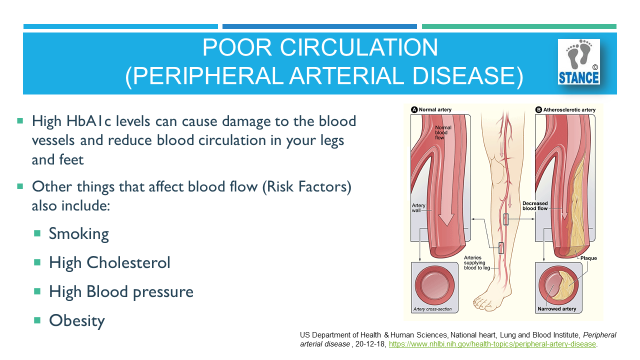 POOR CIRCULATION
(PERIPHERAL ARTERIAL DISEASE)
STANCE
©
High HbA1c levels can cause damage to the blood
vessels and reduce blood circulation in your legs
and feet
Other things that affect blood flow (Risk Factors)
also include:
Smoking
High Cholesterol
High Blood pressure
Obesity
A Normal artery
Normal
blood
flow
Artery
wall
Artery cross-section
Arteries
supplying
blood to leg
B Atherosclerotic artery
Decreased
blood flow
Plaque
Narrowed artery
US Department of Health & Human Sciences, National heart, Lung and Blood Institute, Peripheral
arterial disease, 20-12-18, https://www.nhlbi.nih.gov/health-topics/peripheral-artery-disease.